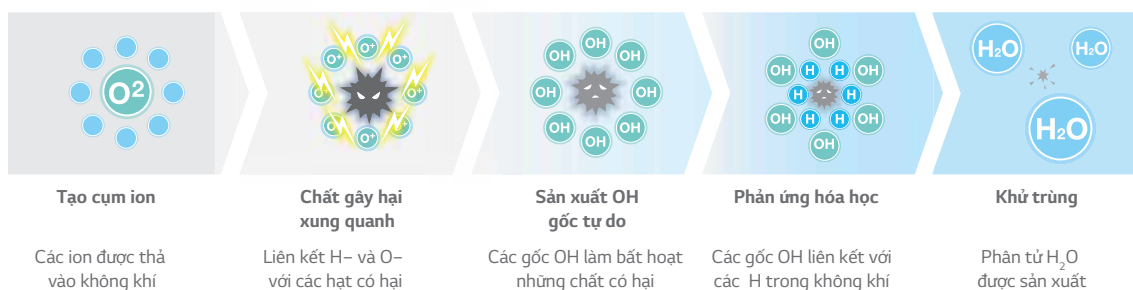 O²
O⁺
O⁺
O⁺
O⁺
O⁺
O⁺
O⁺
O⁺
OH
OH
OH
OH
OH
OH
OH
OH
OH
OH
H
H
OH
H
H
OH
H
H
OH
OH
H₂O
H₂O
H₂O
Tạo cụm ion
Các ion được thả
vào không khí
Chất gây hại
xung quanh
Liên kết H– và O–
với các hạt có hại
Sản xuất OH
gốc tự do
Các gốc OH làm bất hoạt
những chất có hại
Phản ứng hóa học
Các gốc OH liên kết với
các H trong không khí
Khử trùng
Phân tử H₂O
được sản xuất